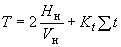 T = 2 Hн/Vн + Kt∑t